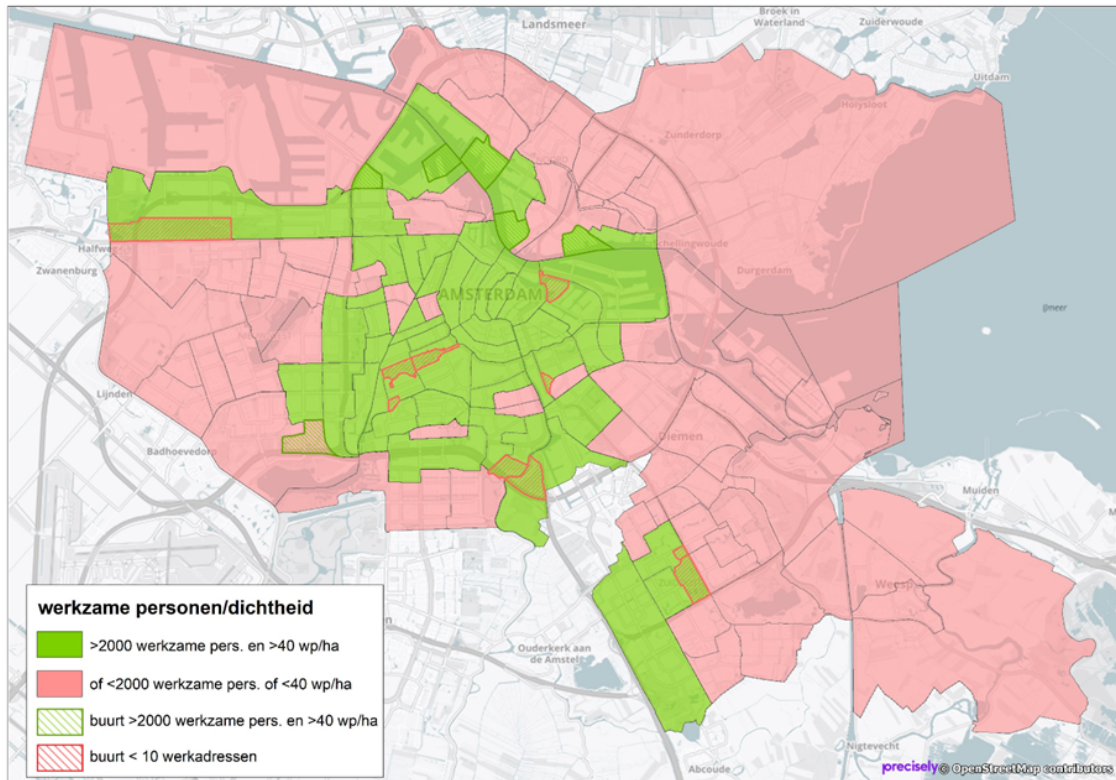 Broek in
Waterland
Zuiderwoude
Landsmeer
Uitdam
Holysloot
Zunderdorp
Halfweg
Schellingwoude
Zwanenburg
Durgerdam
AMSTERDAM
IJmeer
Lijnden
Diemen
Badhoevedorp
Muiden
Weesp
werkzame personen/dichtheid
>2000 werkzame pers. en >40 wp/ha
Ouderkerk aan
de Amstel
of <2000 werkzame pers. of <40 wp/ha
buurt >2000 werkzame pers. en >40 wp/ha
buurt < 10 werkadressen
Nigtevecht
Abcoude
precisely © OpenStreetMap contributors